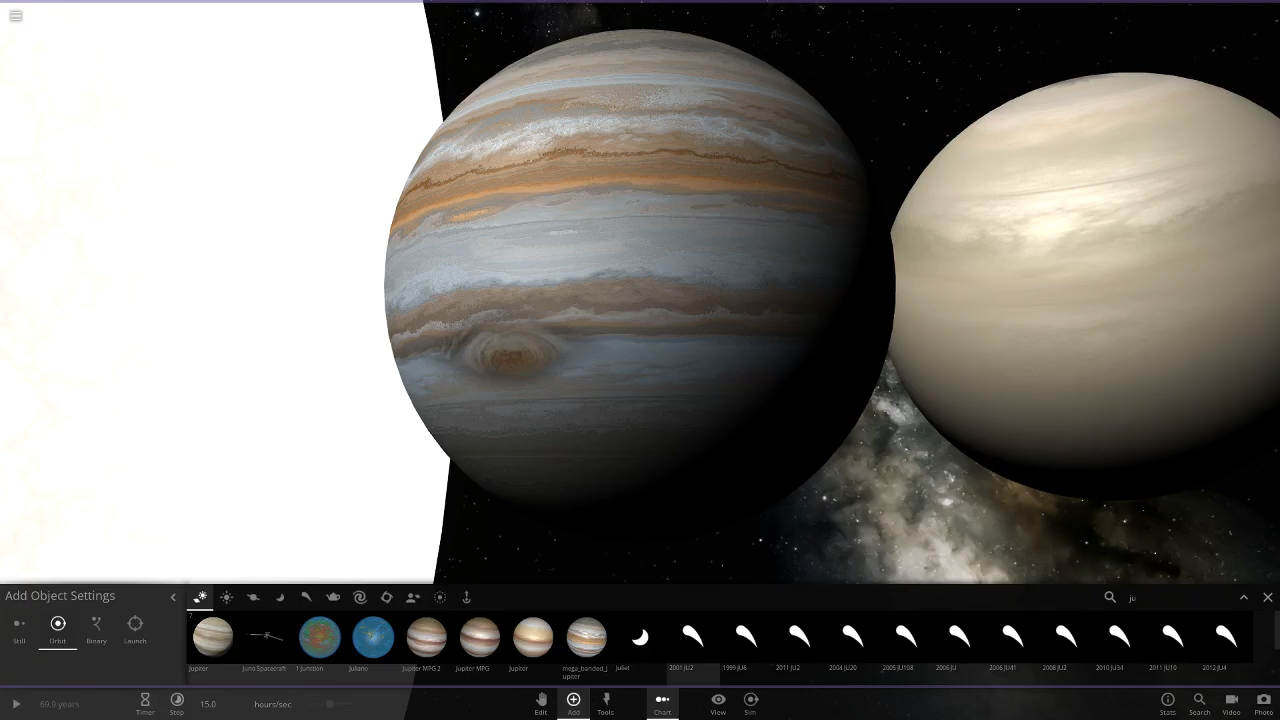 Add Object Settings
ju
Still
Orbit
Binary
Launch
Jupiter
Juno Spacecraft
1 Junction
Juliano
Jupiter MPG 2
Jupiter MPG
Jupiter
mega_banded_j
upiter
Juliet
2001 JU2
1999 JU6
2011 JU2
2004 JU20
2005 JU108
2006 JU
2006 JU41
2008 JU2
2010 JU34
2011 JU10
2012 JU4
69.9 years
Timer
Step
15.0
hours/sec
Edit
Add
Tools
Chart
View
Sim
Stats
Search
Video
Photo